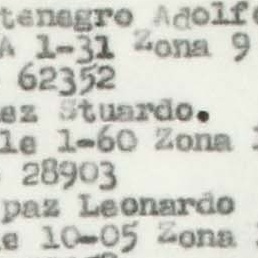 tenegro Adolfo
A 1-31 Zona 9
62352
ez Stuardo.
le 1-60 Zona 1
28903
paz Leonardo
e 10-05 Zona